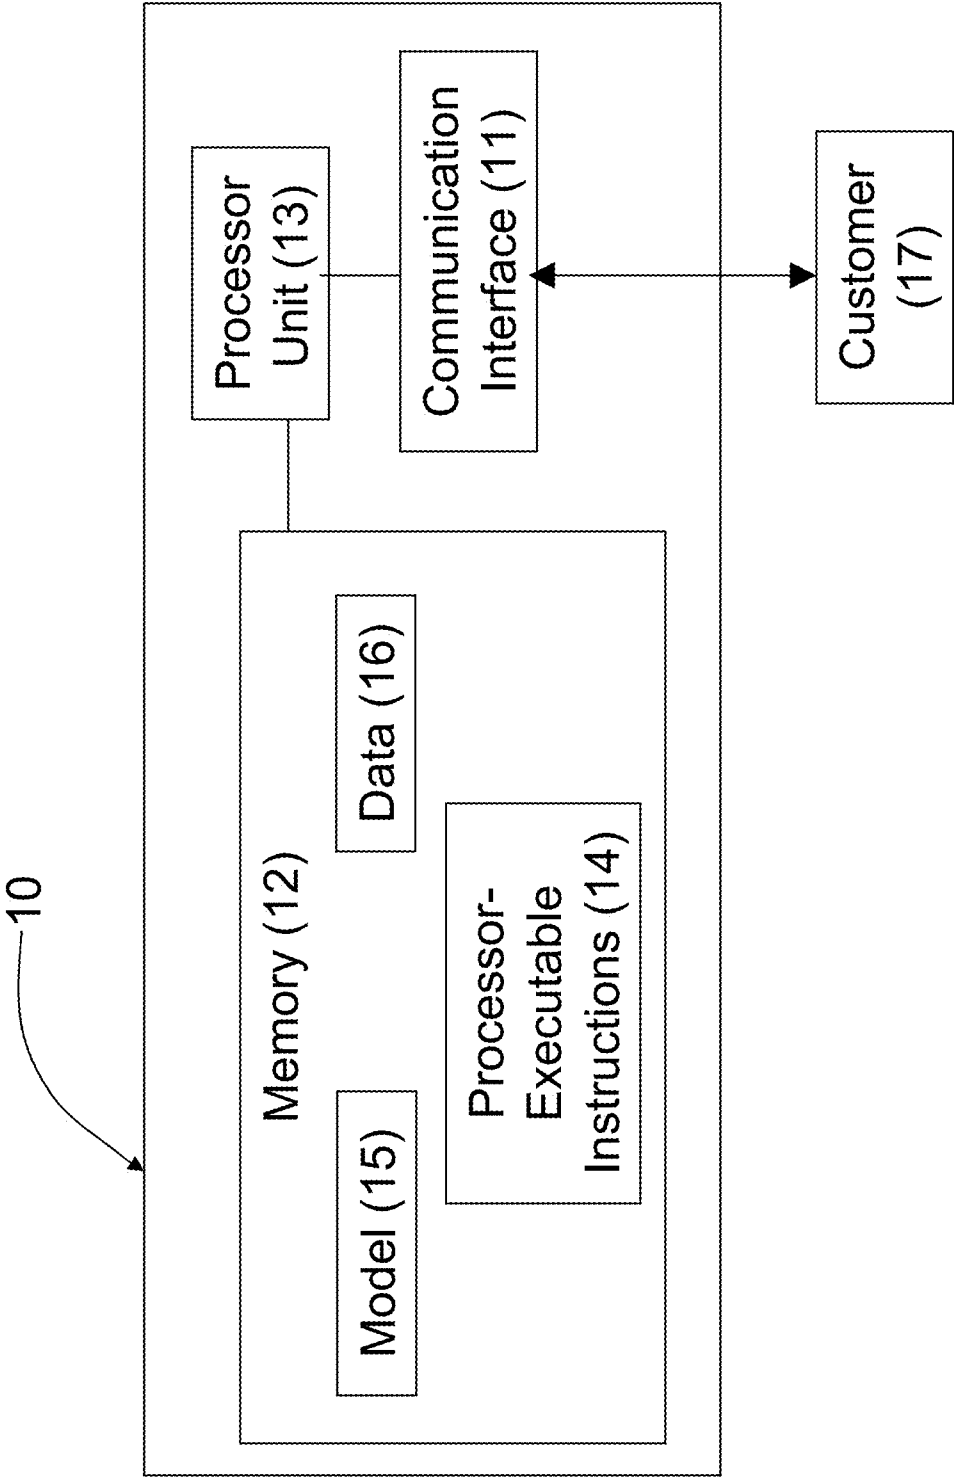 10
Memory (12)
Model (15)
Data (16)
Processor-
Executable
Instructions (14)
Processor
Unit (13)
Communication
Interface (11)
Customer
(17)